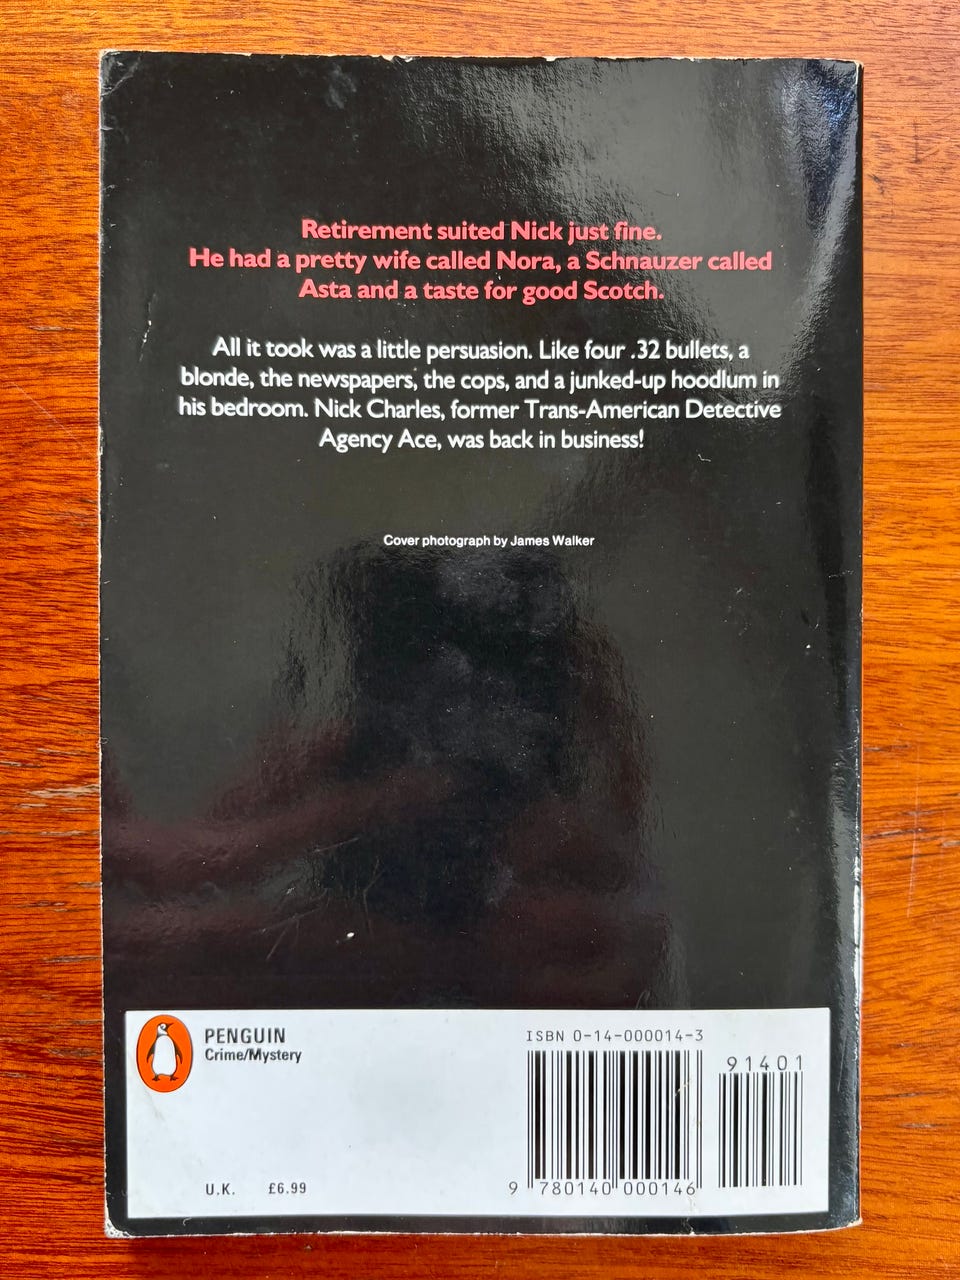 Retirement suited Nick just fine.
He had a pretty wife called Nora, a Schnauzer called
Asta and a taste for good Scotch.
All it took was a little persuasion. Like four .32 bullets, a
blonde, the newspapers, the cops, and a junked-up hoodlum in
his bedroom. Nick Charles, former Trans-American Detective
Agency Ace, was back in business!
Cover photograph by James Walker
PENGUIN
Crime/Mystery
U.K. £6.99
ISBN 0-14-000014-3
91401
9 780140 000146